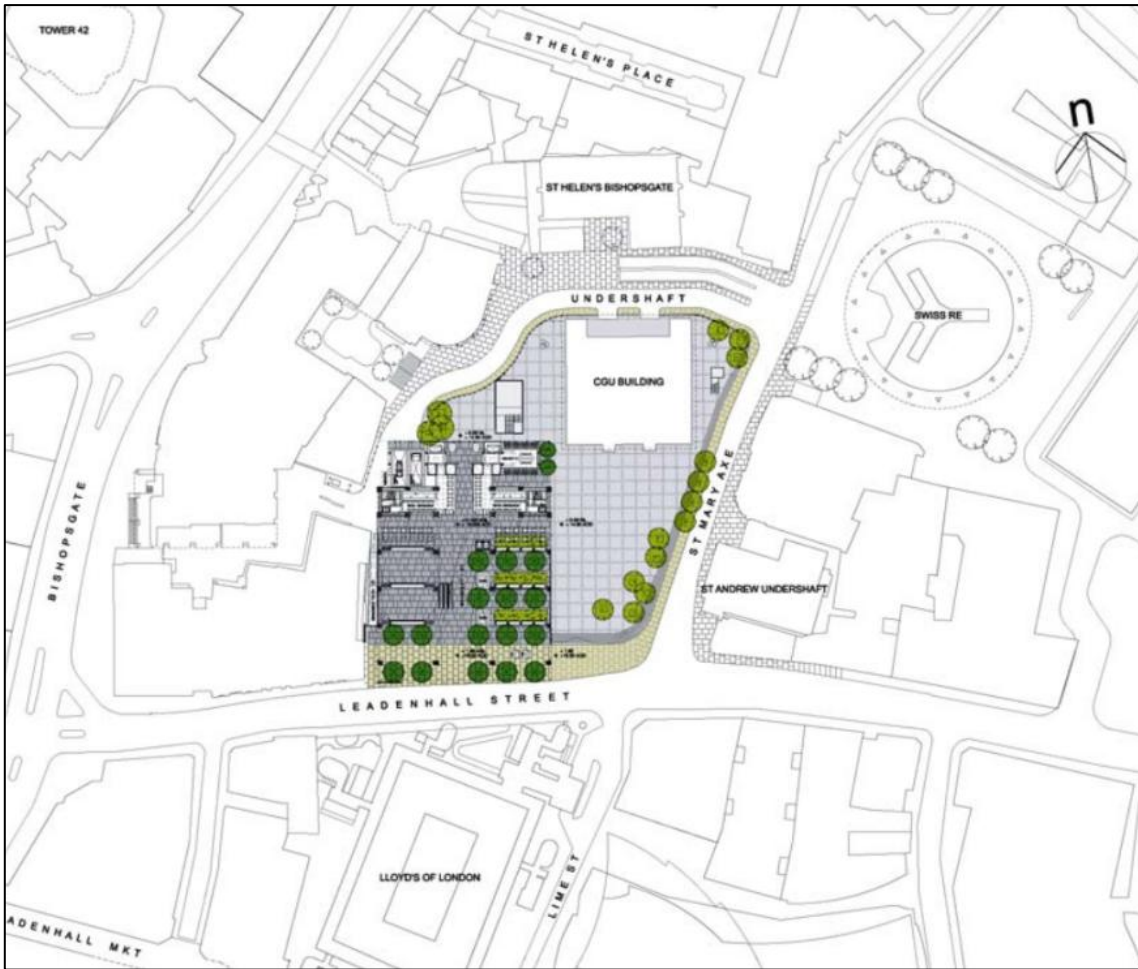 TOWER 42
ST HELEN'S PLACE
n
ST HELEN'S BISHOPSGATE
UNDERSHAFT
SWISS RE
CGU BUILDING
BISHOPSGATE
ST MARY AXE
ST ANDREW UNDERSHAFT
LEADENHALL STREET
LLOYD'S OF LONDON
LIME ST
ADENHALL MKT